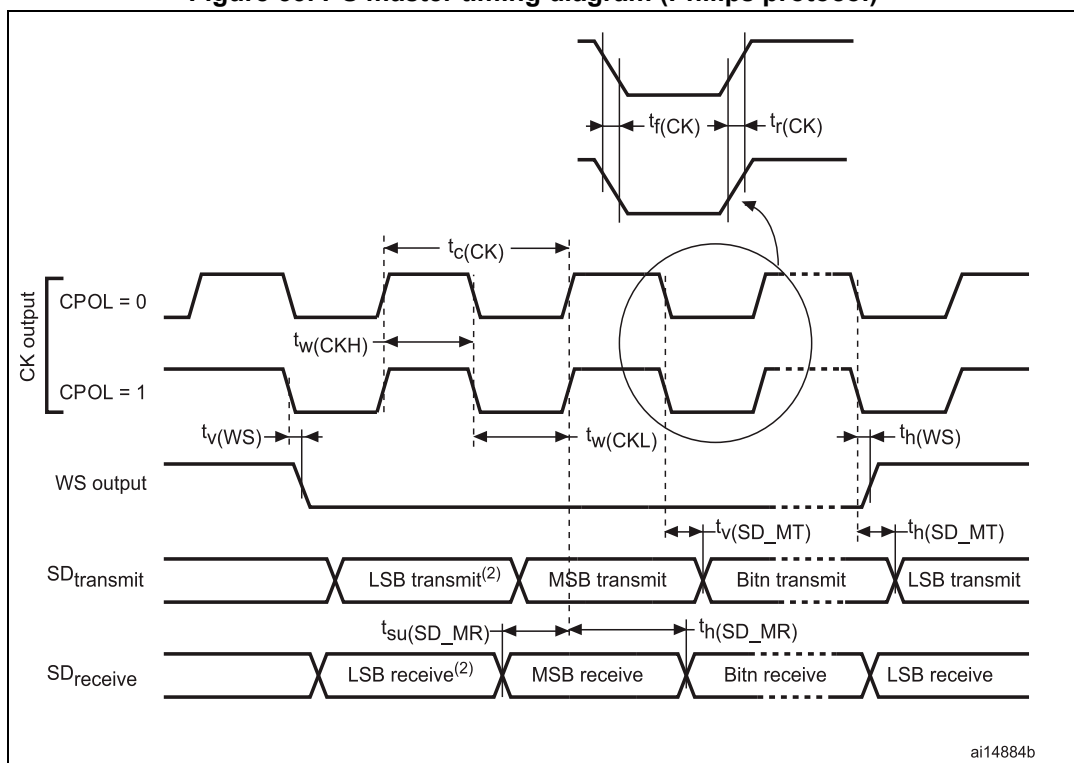 tf(CK)
tr(CK)
tc(CK)
CK output
CPOL = 0
tw(CKH)
CPOL = 1
tv(WS)
tw(CKL)
th(WS)
WS output
tv(SD_MT)
th(SD_MT)
SDtransmit
LSB transmit(2)
MSB transmit
Bitn transmit
LSB transmit
tsu(SD_MR)
th(SD_MR)
SDreceive
LSB receive(2)
MSB receive
Bitn receive
LSB receive
ai14884b